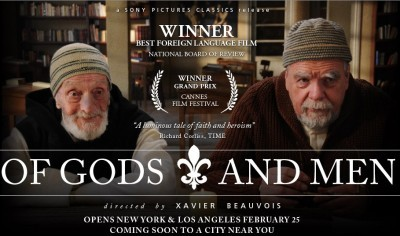 a SONY PICTURES CLASSICS release
WINNER
BEST FOREIGN LANGUAGE FILM
NATIONAL BOARD OF REVIEW
WINNER
GRAND PRIX
CANNES
FILM FESTIVAL
"A luminous tale of faith and heroism"
Richard Corliss, TIME
OF GODS AND MEN
directed by XAVIER BEAUVOIS
OPENS NEW YORK & LOS ANGELES FEBRUARY 25
COMING SOON TO A CITY NEAR YOU